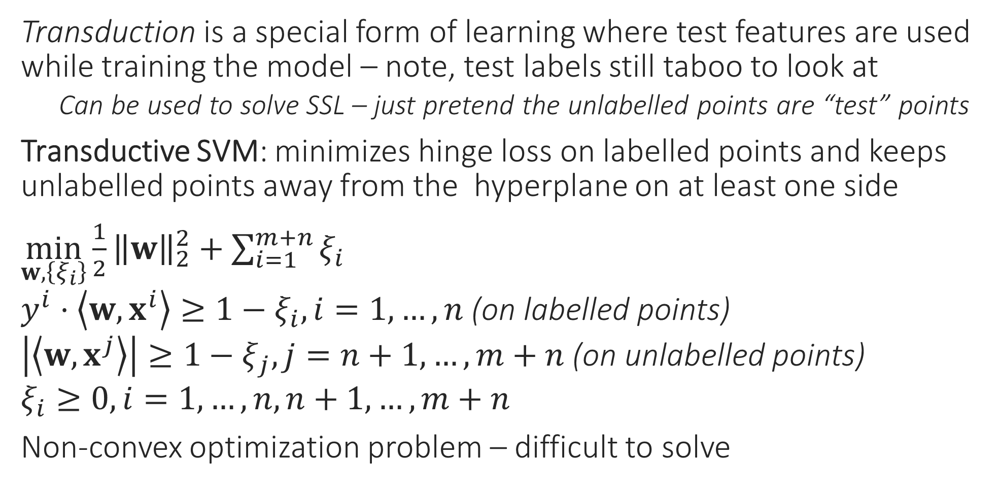 Transduction is a special form of learning where test features are used
while training the model – note, test labels still taboo to look at
Can be used to solve SSL – just pretend the unlabelled points are “test” points
Transductive SVM: minimizes hinge loss on labelled points and keeps
unlabelled points away from the  hyperplane on at least one side
$\min_{\mathbf{w},\{\xi_i\}} \frac{1}{2} \|\mathbf{w}\|_2^2 + \sum_{i=1}^{m+n} \xi_i$
$y^i \cdot \langle \mathbf{w}, \mathbf{x}^i \rangle \geq 1 - \xi_i, i = 1, \ldots, n$ (on labelled points)
$|\langle \mathbf{w}, \mathbf{x}^j \rangle| \geq 1 - \xi_j, j = n + 1, \ldots, m + n$ (on unlabelled points)
$\xi_i \geq 0, i = 1, \ldots, n, n + 1, \ldots, m + n$
Non-convex optimization problem – difficult to solve